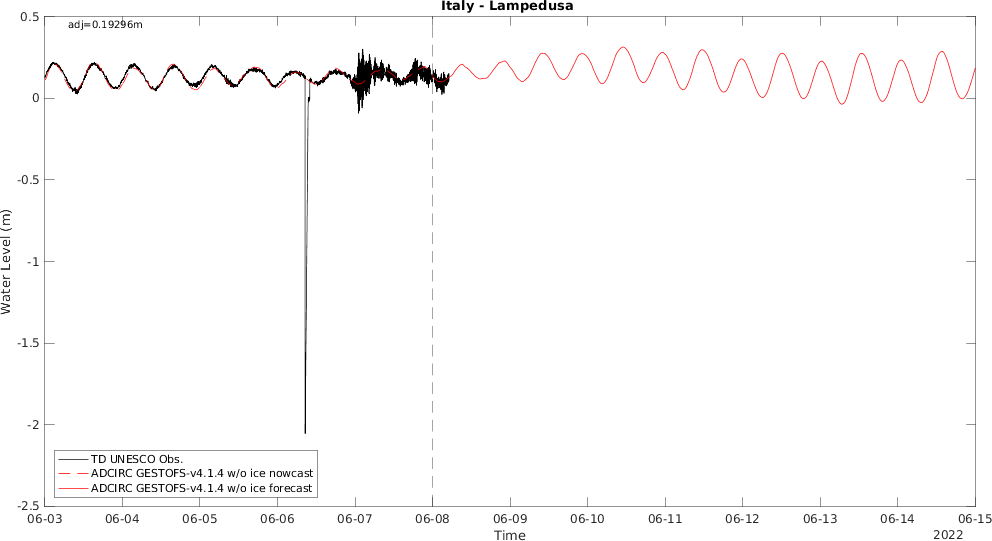 Italy - Lampedusa
adj=0.19296m
0.5
0
-0.5
-1
-1.5
-2
-2.5
Water Level (m)
TD UNESCO Obs.
ADCIRC GESTOFS-v4.1.4 w/o ice nowcast
ADCIRC GESTOFS-v4.1.4 w/o ice forecast
06-03 06-04 06-05 06-06 06-07 06-08 06-09 06-10 06-11 06-12 06-13 06-14 06-15
Time
2022